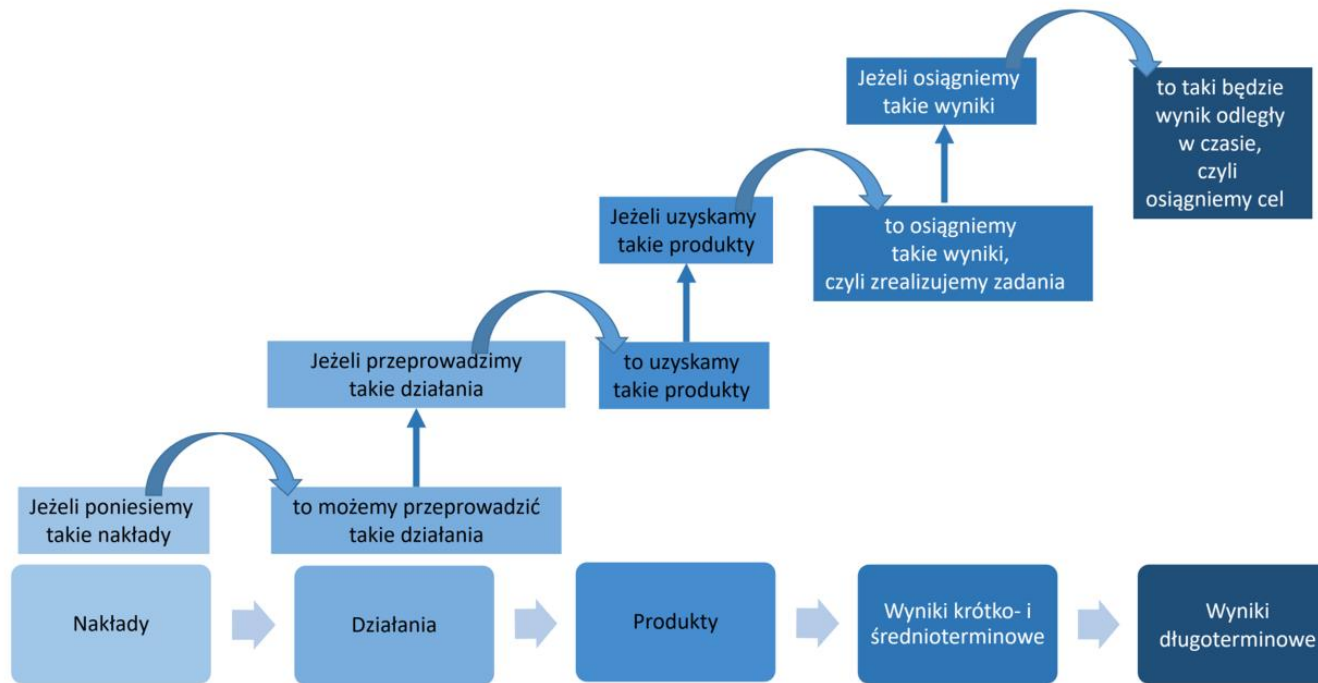 Jeżeli poniesiemy
takie nakłady
to możemy przeprowadzić
takie działania
Jeżeli przeprowadzimy
takie działania
to uzyskamy
takie produkty
Jeżeli uzyskamy
takie produkty
to osiągniemy
takie wyniki,
czyli zrealizujemy zadania
Jeżeli osiągniemy
takie wyniki
to taki będzie
wynik odległy
w czasie,
czyli
osiągniemy cel
Nakłady
Działania
Produkty
Wyniki krótko- i
średnioterminowe
Wyniki
długoterminowe